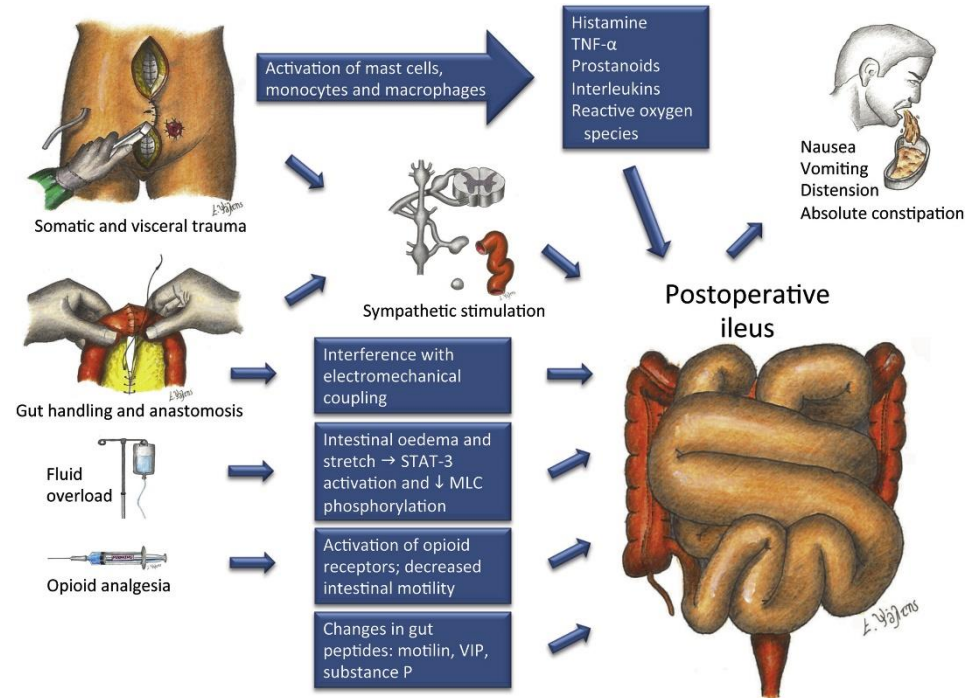 Activation of mast cells,
monocytes and macrophages
Histamine
TNF-α
Prostanoids
Interleukins
Reactive oxygen
species
Nausea
Vomiting
Distension
Absolute constipation
Somatic and visceral trauma
Sympathetic stimulation
Postoperative
ileus
Gut handling and anastomosis
Interference with
electromechanical
coupling
Fluid
overload
Intestinal oedema and
stretch → STAT-3
activation and ↓ MLC
phosphorylation
Opioid analgesia
Activation of opioid
receptors; decreased
intestinal motility
Changes in gut
peptides: motilin, VIP,
substance P